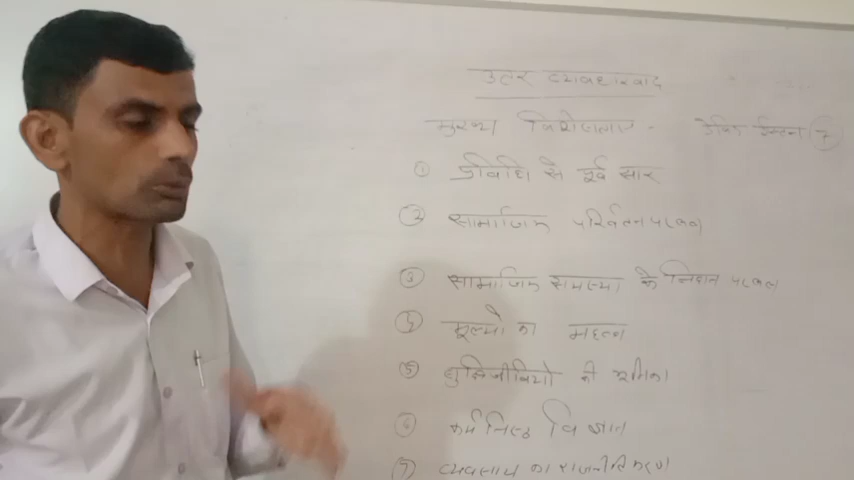 उत्तर व्यवहारवाद
मुख्य विशेषताएं - डेविड ईस्टन 7
① प्रविधि से पूर्व सार
② सामाजिक परिवर्तन पर बल
③ सामाजिक समस्या के निदान पर बल
④ मूल्यों का महत्व
⑤ बुद्धिजीवियो की भूमिका
⑥ कर्म निष्ठ विज्ञान
⑦ व्यवसाय का राजनीतिकरण